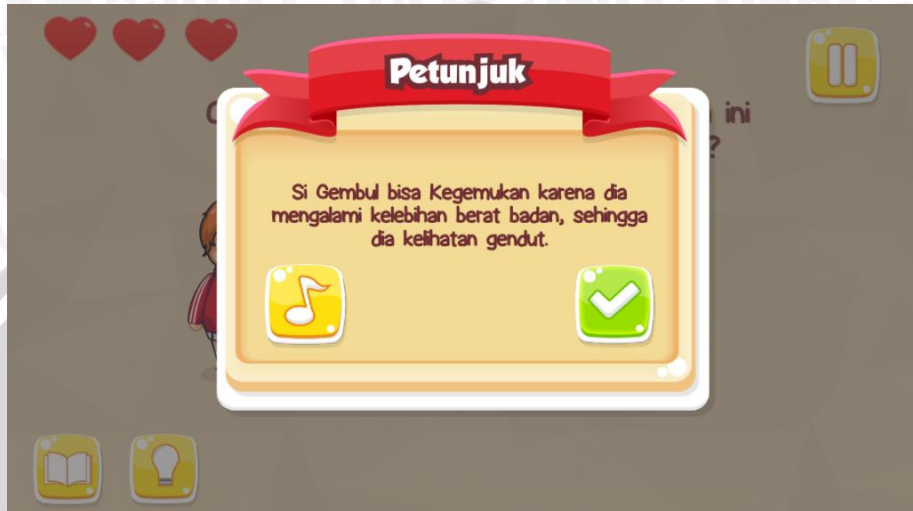 Petunjuk
ini
?
Si Gembul bisa Kegemukan karena dia
mengalami kelebihan berat badan, sehingga
dia kelihatan gendut.